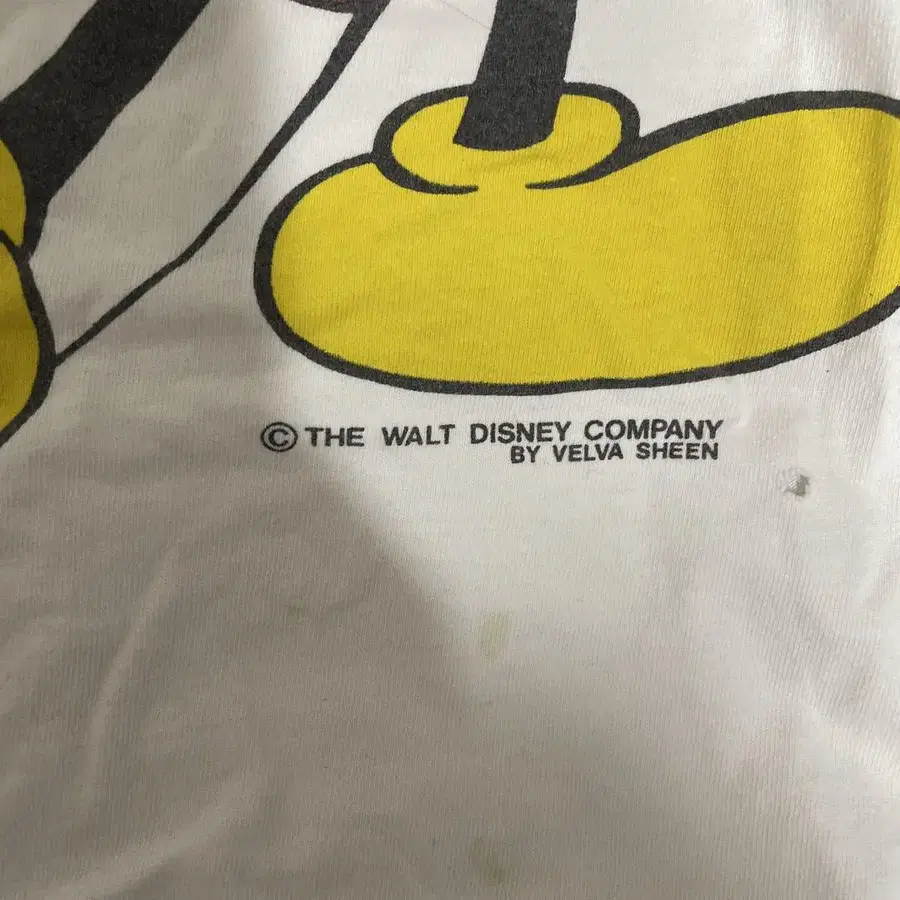 © THE WALT DISNEY COMPANY
BY VELVA SHEEN